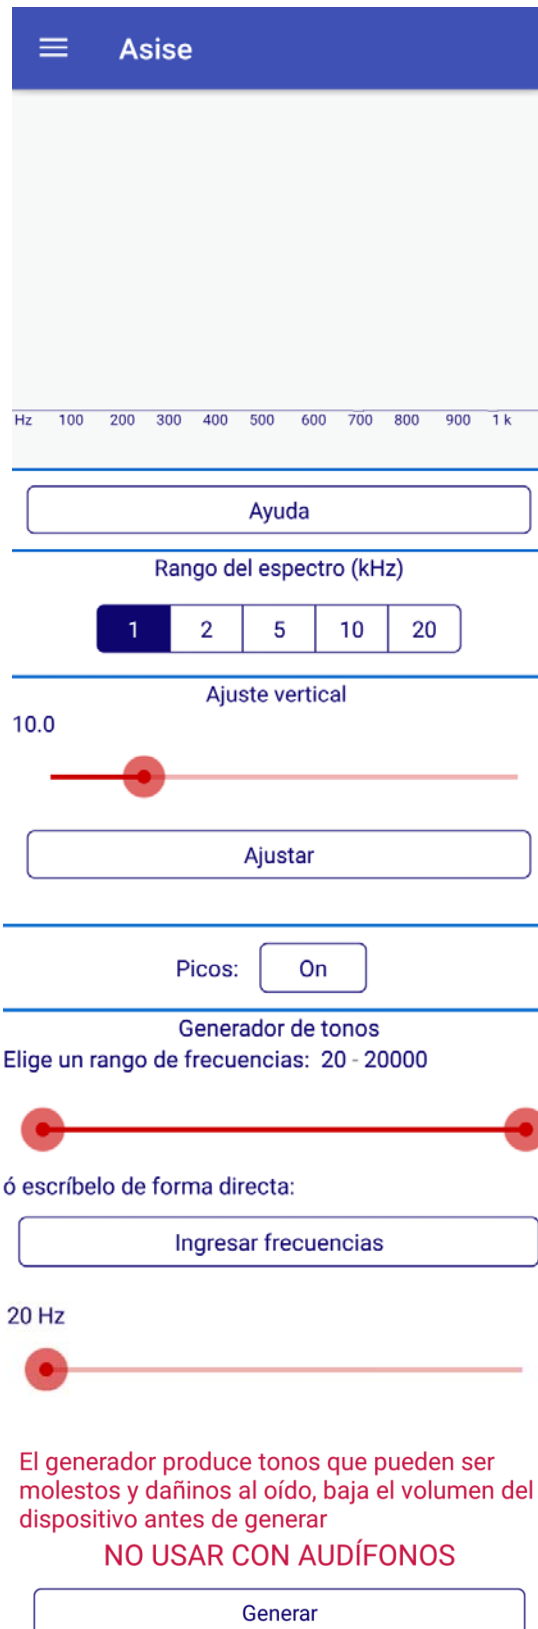 Asise
Hz 100 200 300 400 500 600 700 800 900 1 k
Ayuda
Rango del espectro (kHz)
1 2 5 10 20
Ajuste vertical
10.0
Ajustar
Picos: On
Generador de tonos
Elige un rango de frecuencias: 20 - 20000
ó escríbelo de forma directa:
Ingresar frecuencias
20 Hz
El generador produce tonos que pueden ser
molestos y dañinos al oído, baja el volumen del
dispositivo antes de generar
NO USAR CON AUDÍFONOS
Generar